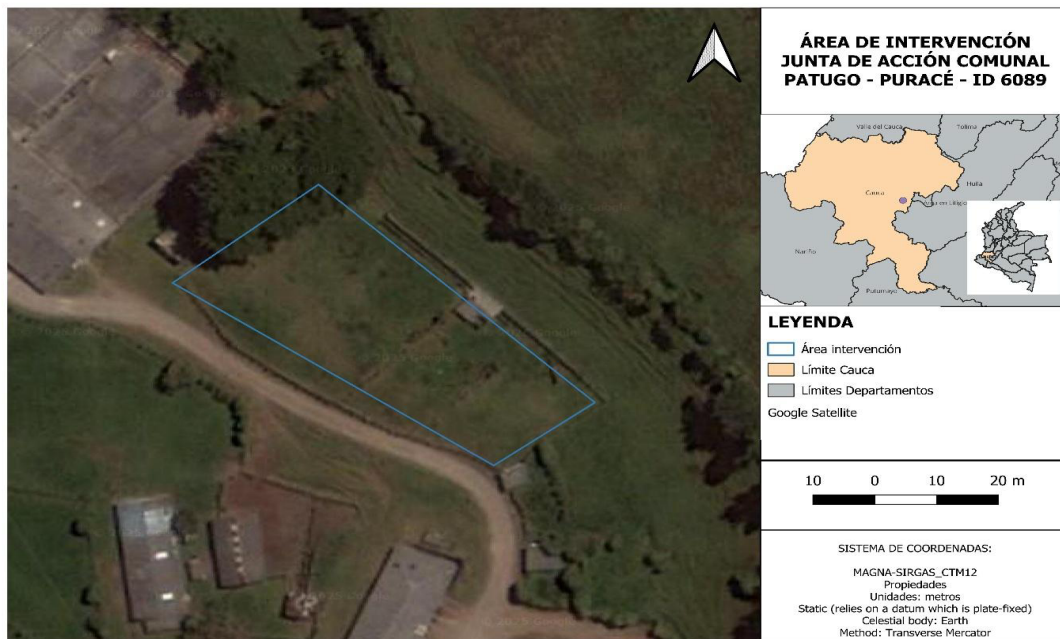 ÁREA DE INTERVENCIÓN
JUNTA DE ACCIÓN COMUNAL
PATUGO - PURACÉ - ID 6089
Valle del Cauca
Tolima
Cauca
Huila
Nariño
Putumayo
LEYENDA
Área intervención
Límite Cauca
Límites Departamentos
Google Satellite
10 0 10 20 m
SISTEMA DE COORDENADAS:
MAGNA-SIRGAS_CTM12
Propiedades
Unidades: metros
Static (relies on a datum which is plate-fixed)
Celestial body: Earth
Method: Transverse Mercator